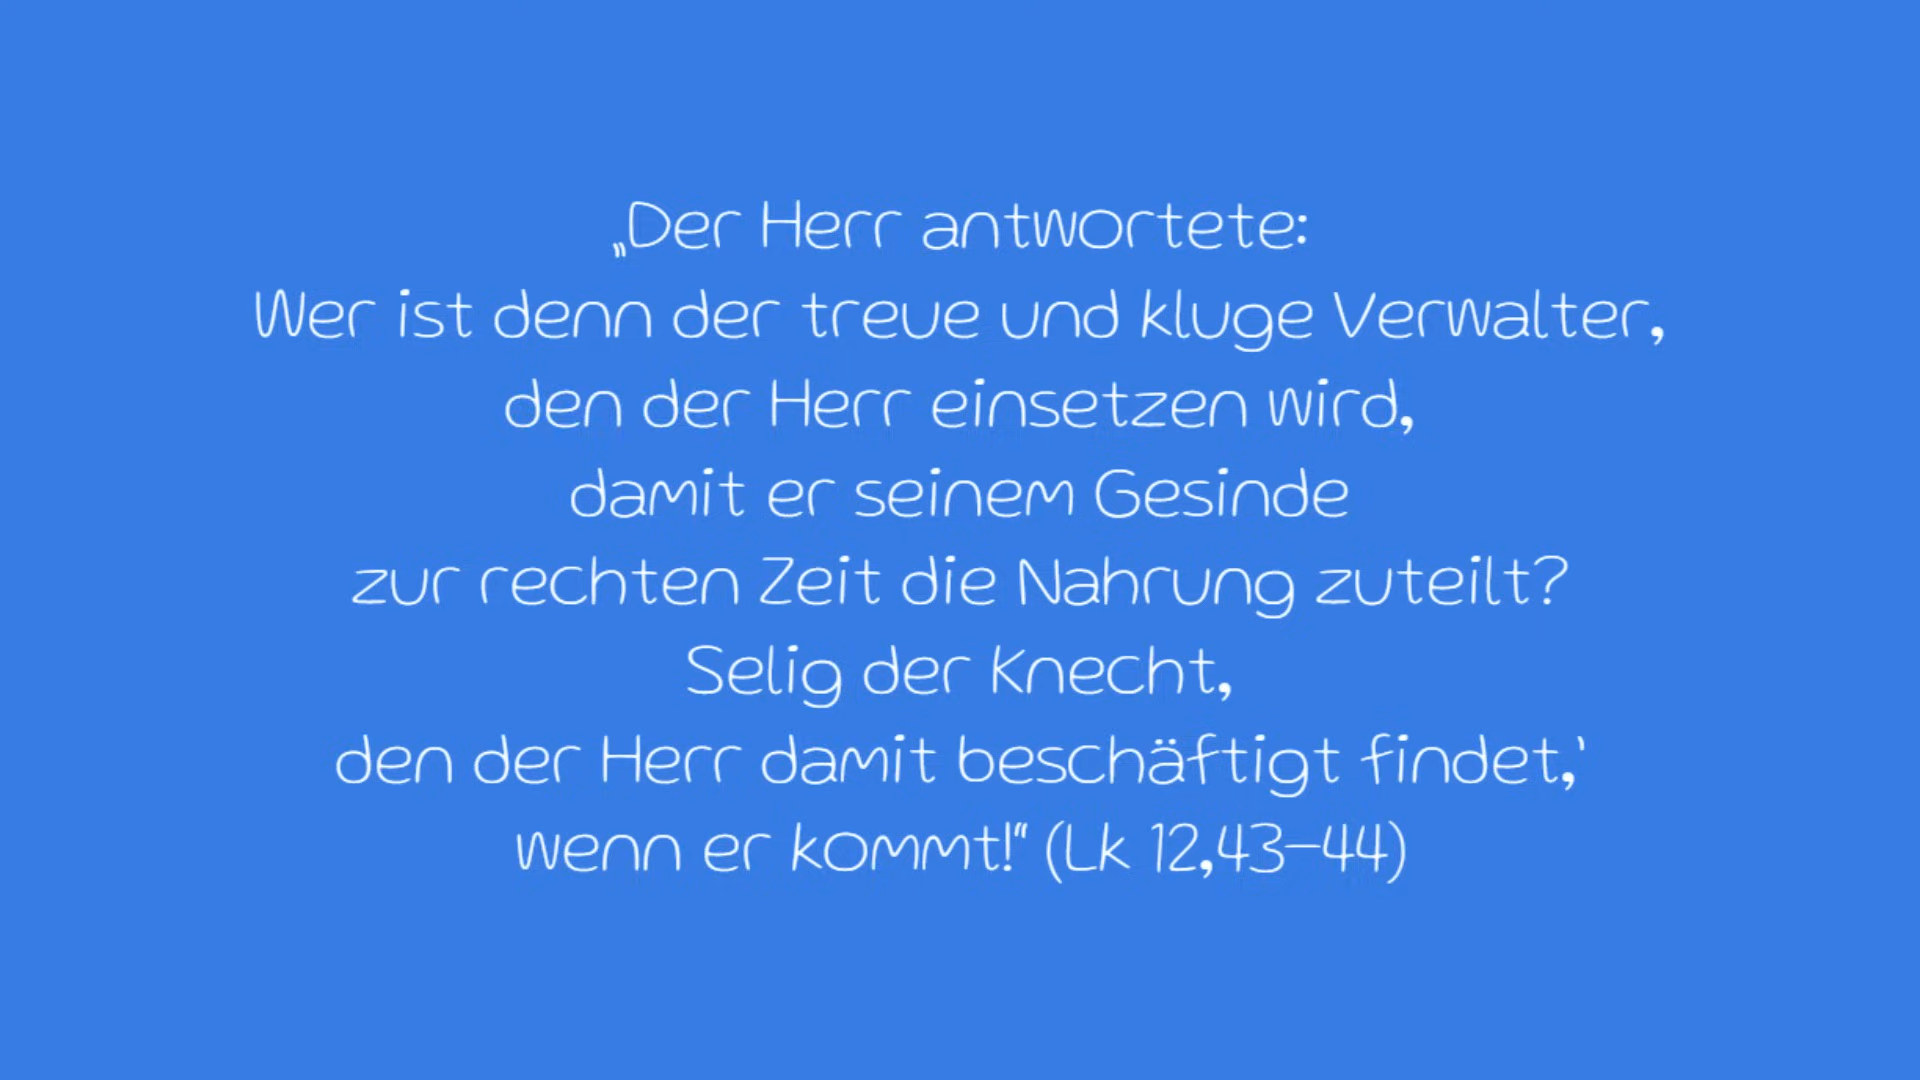 „Der Herr antwortete:
Wer ist denn der treue und kluge Verwalter,
den der Herr einsetzen wird,
damit er seinem Gesinde
zur rechten Zeit die Nahrung zuteilt?
Selig der Knecht,
den der Herr damit beschäftigt findet,'
wenn er kommt!“ (Lk 12,43–44)